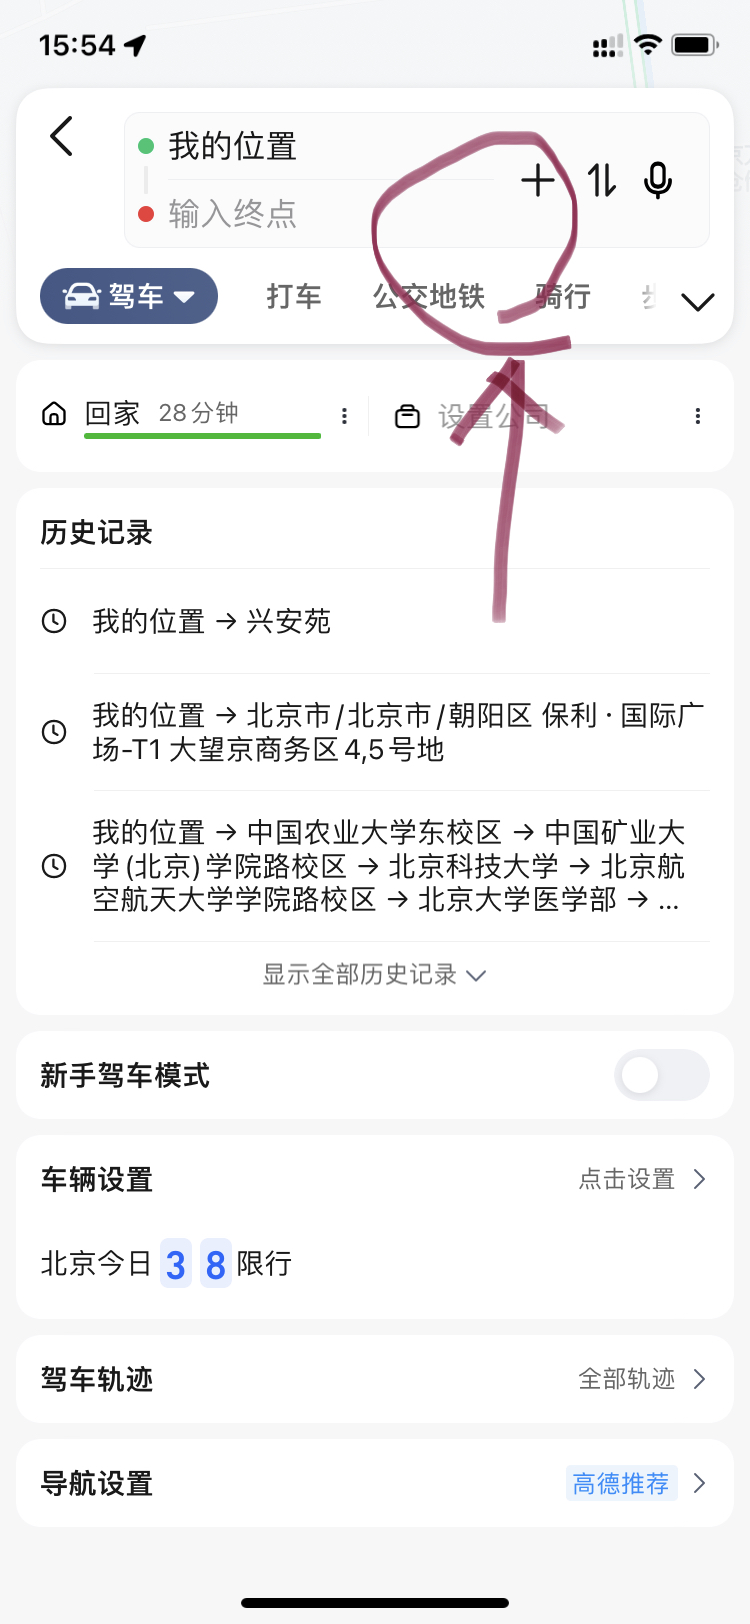 15:54
我的位置
输入终点
驾车 打车 公交地铁 骑行
回家 28分钟 设置公司
历史记录
我的位置 → 兴安苑
我的位置 → 北京市/北京市/朝阳区 保利·国际广
场-T1 大望京商务区4,5号地
我的位置 → 中国农业大学东校区 → 中国矿业大
学(北京)学院路校区 → 北京科技大学 → 北京航
空航天大学学院路校区 → 北京大学医学部 → ...
显示全部历史记录
新手驾车模式
车辆设置 点击设置
北京今日 3 8 限行
驾车轨迹 全部轨迹
导航设置 高德推荐